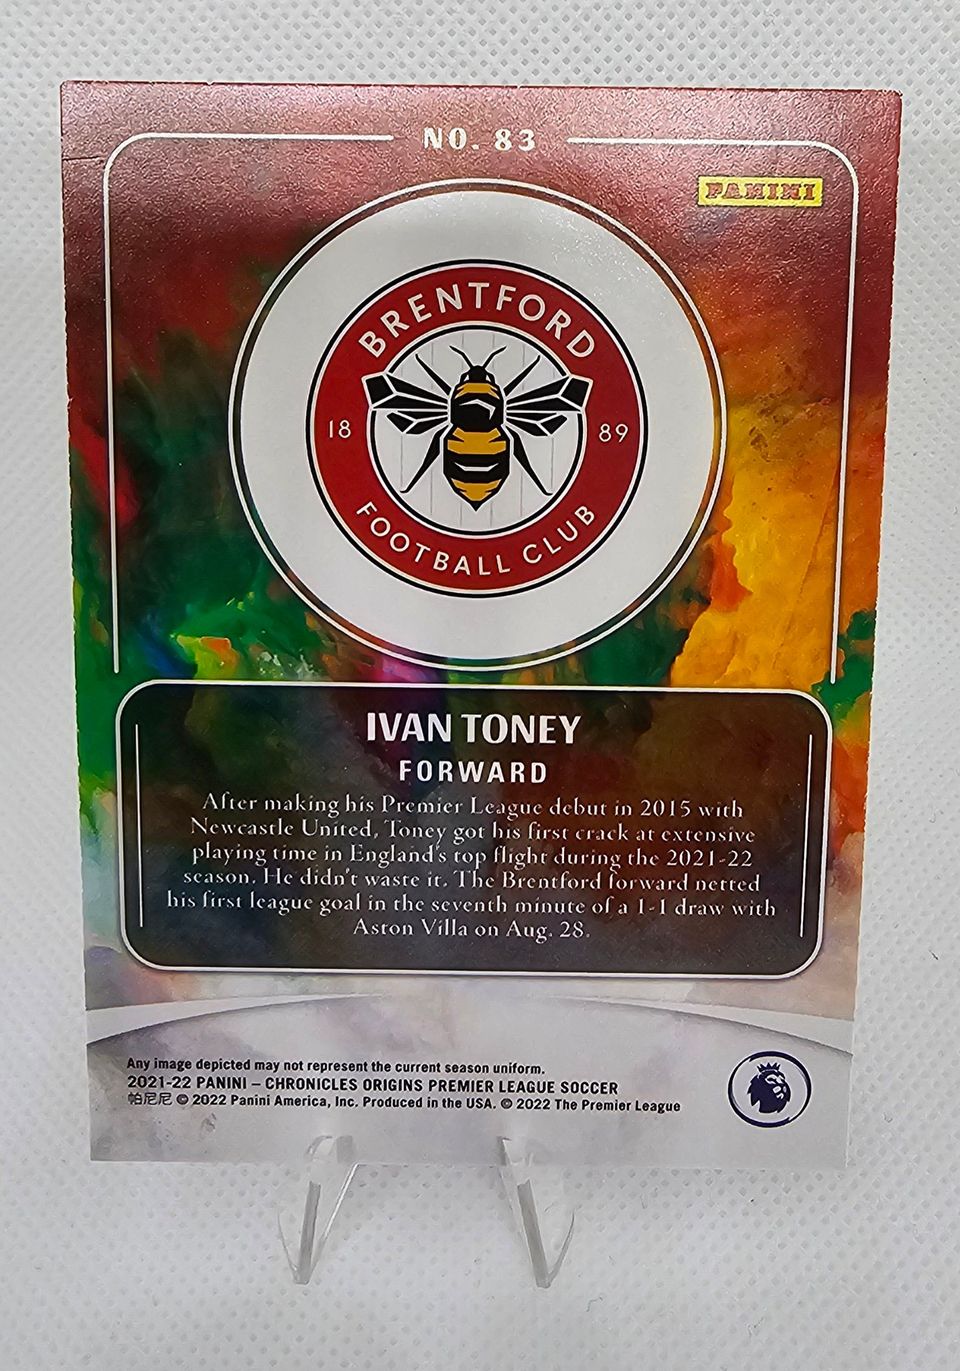 NO. 83
PANINI
BRENTFORD
18 89
FOOTBALL CLUB
IVAN TONEY
FORWARD
After making his Premier League debut in 2015 with
Newcastle United, Toney got his first crack at extensive
playing time in England's top flight during the 2021-22
season. He didn't waste it. The Brentford forward netted
his first league goal in the seventh minute of a 1-1 draw with
Aston Villa on Aug. 28.
Any image depicted may not represent the current season uniform.
2021-22 PANINI – CHRONICLES ORIGINS PREMIER LEAGUE SOCCER
帕尼尼 © 2022 Panini America, Inc. Produced in the USA. © 2022 The Premier League